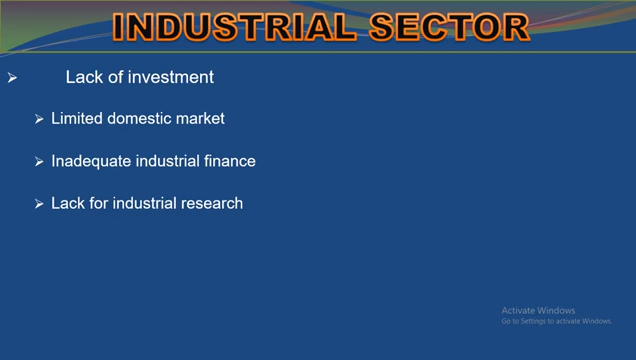 INDUSTRIAL SECTOR
➢ Lack of investment
➢ Limited domestic market
➢ Inadequate industrial finance
➢ Lack for industrial research
Activate Windows
Go to Settings to activate Windows.